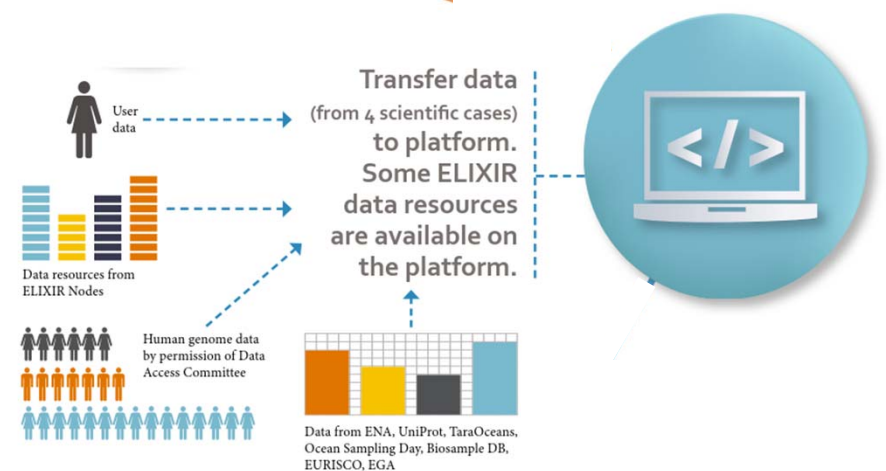 User
data
Data resources from
ELIXIR Nodes
Human genome data
by permission of Data
Access Committee
Transfer data
(from 4 scientific cases)
to platform.
Some ELIXIR
data resources
are available on
the platform.
Data from ENA, UniProt, TaraOceans,
Ocean Sampling Day, Biosample DB,
EURISCO, EGA
</>